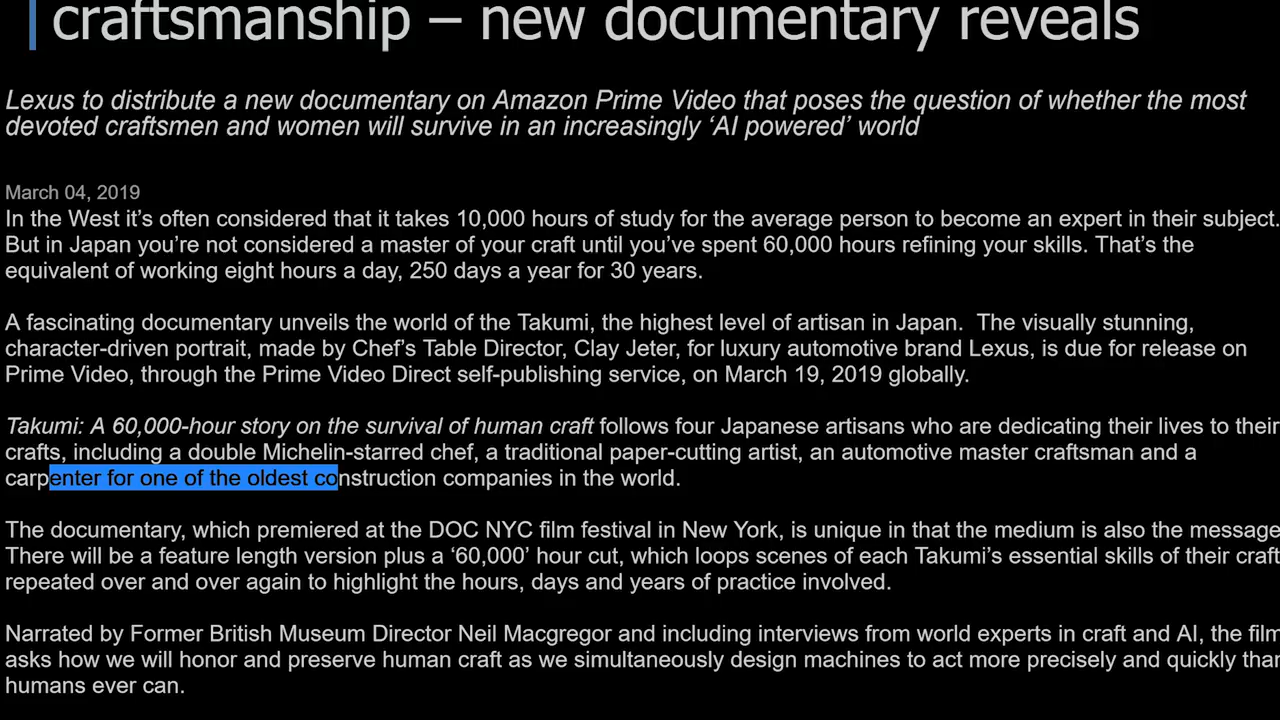 craftsmanship – new documentary reveals
Lexus to distribute a new documentary on Amazon Prime Video that poses the question of whether the most
devoted craftsmen and women will survive in an increasingly ‘AI powered’ world
March 04, 2019
In the West it’s often considered that it takes 10,000 hours of study for the average person to become an expert in their subject.
But in Japan you’re not considered a master of your craft until you’ve spent 60,000 hours refining your skills. That’s the
equivalent of working eight hours a day, 250 days a year for 30 years.
A fascinating documentary unveils the world of the Takumi, the highest level of artisan in Japan.  The visually stunning,
character-driven portrait, made by Chef’s Table Director, Clay Jeter, for luxury automotive brand Lexus, is due for release on
Prime Video, through the Prime Video Direct self-publishing service, on March 19, 2019 globally.
Takumi: A 60,000-hour story on the survival of human craft follows four Japanese artisans who are dedicating their lives to their
crafts, including a double Michelin-starred chef, a traditional paper-cutting artist, an automotive master craftsman and a
carpenter for one of the oldest construction companies in the world.
The documentary, which premiered at the DOC NYC film festival in New York, is unique in that the medium is also the message
There will be a feature length version plus a ‘60,000’ hour cut, which loops scenes of each Takumi’s essential skills of their craft
repeated over and over again to highlight the hours, days and years of practice involved.
Narrated by Former British Museum Director Neil Macgregor and including interviews from world experts in craft and AI, the film
asks how we will honor and preserve human craft as we simultaneously design machines to act more precisely and quickly than
humans ever can.